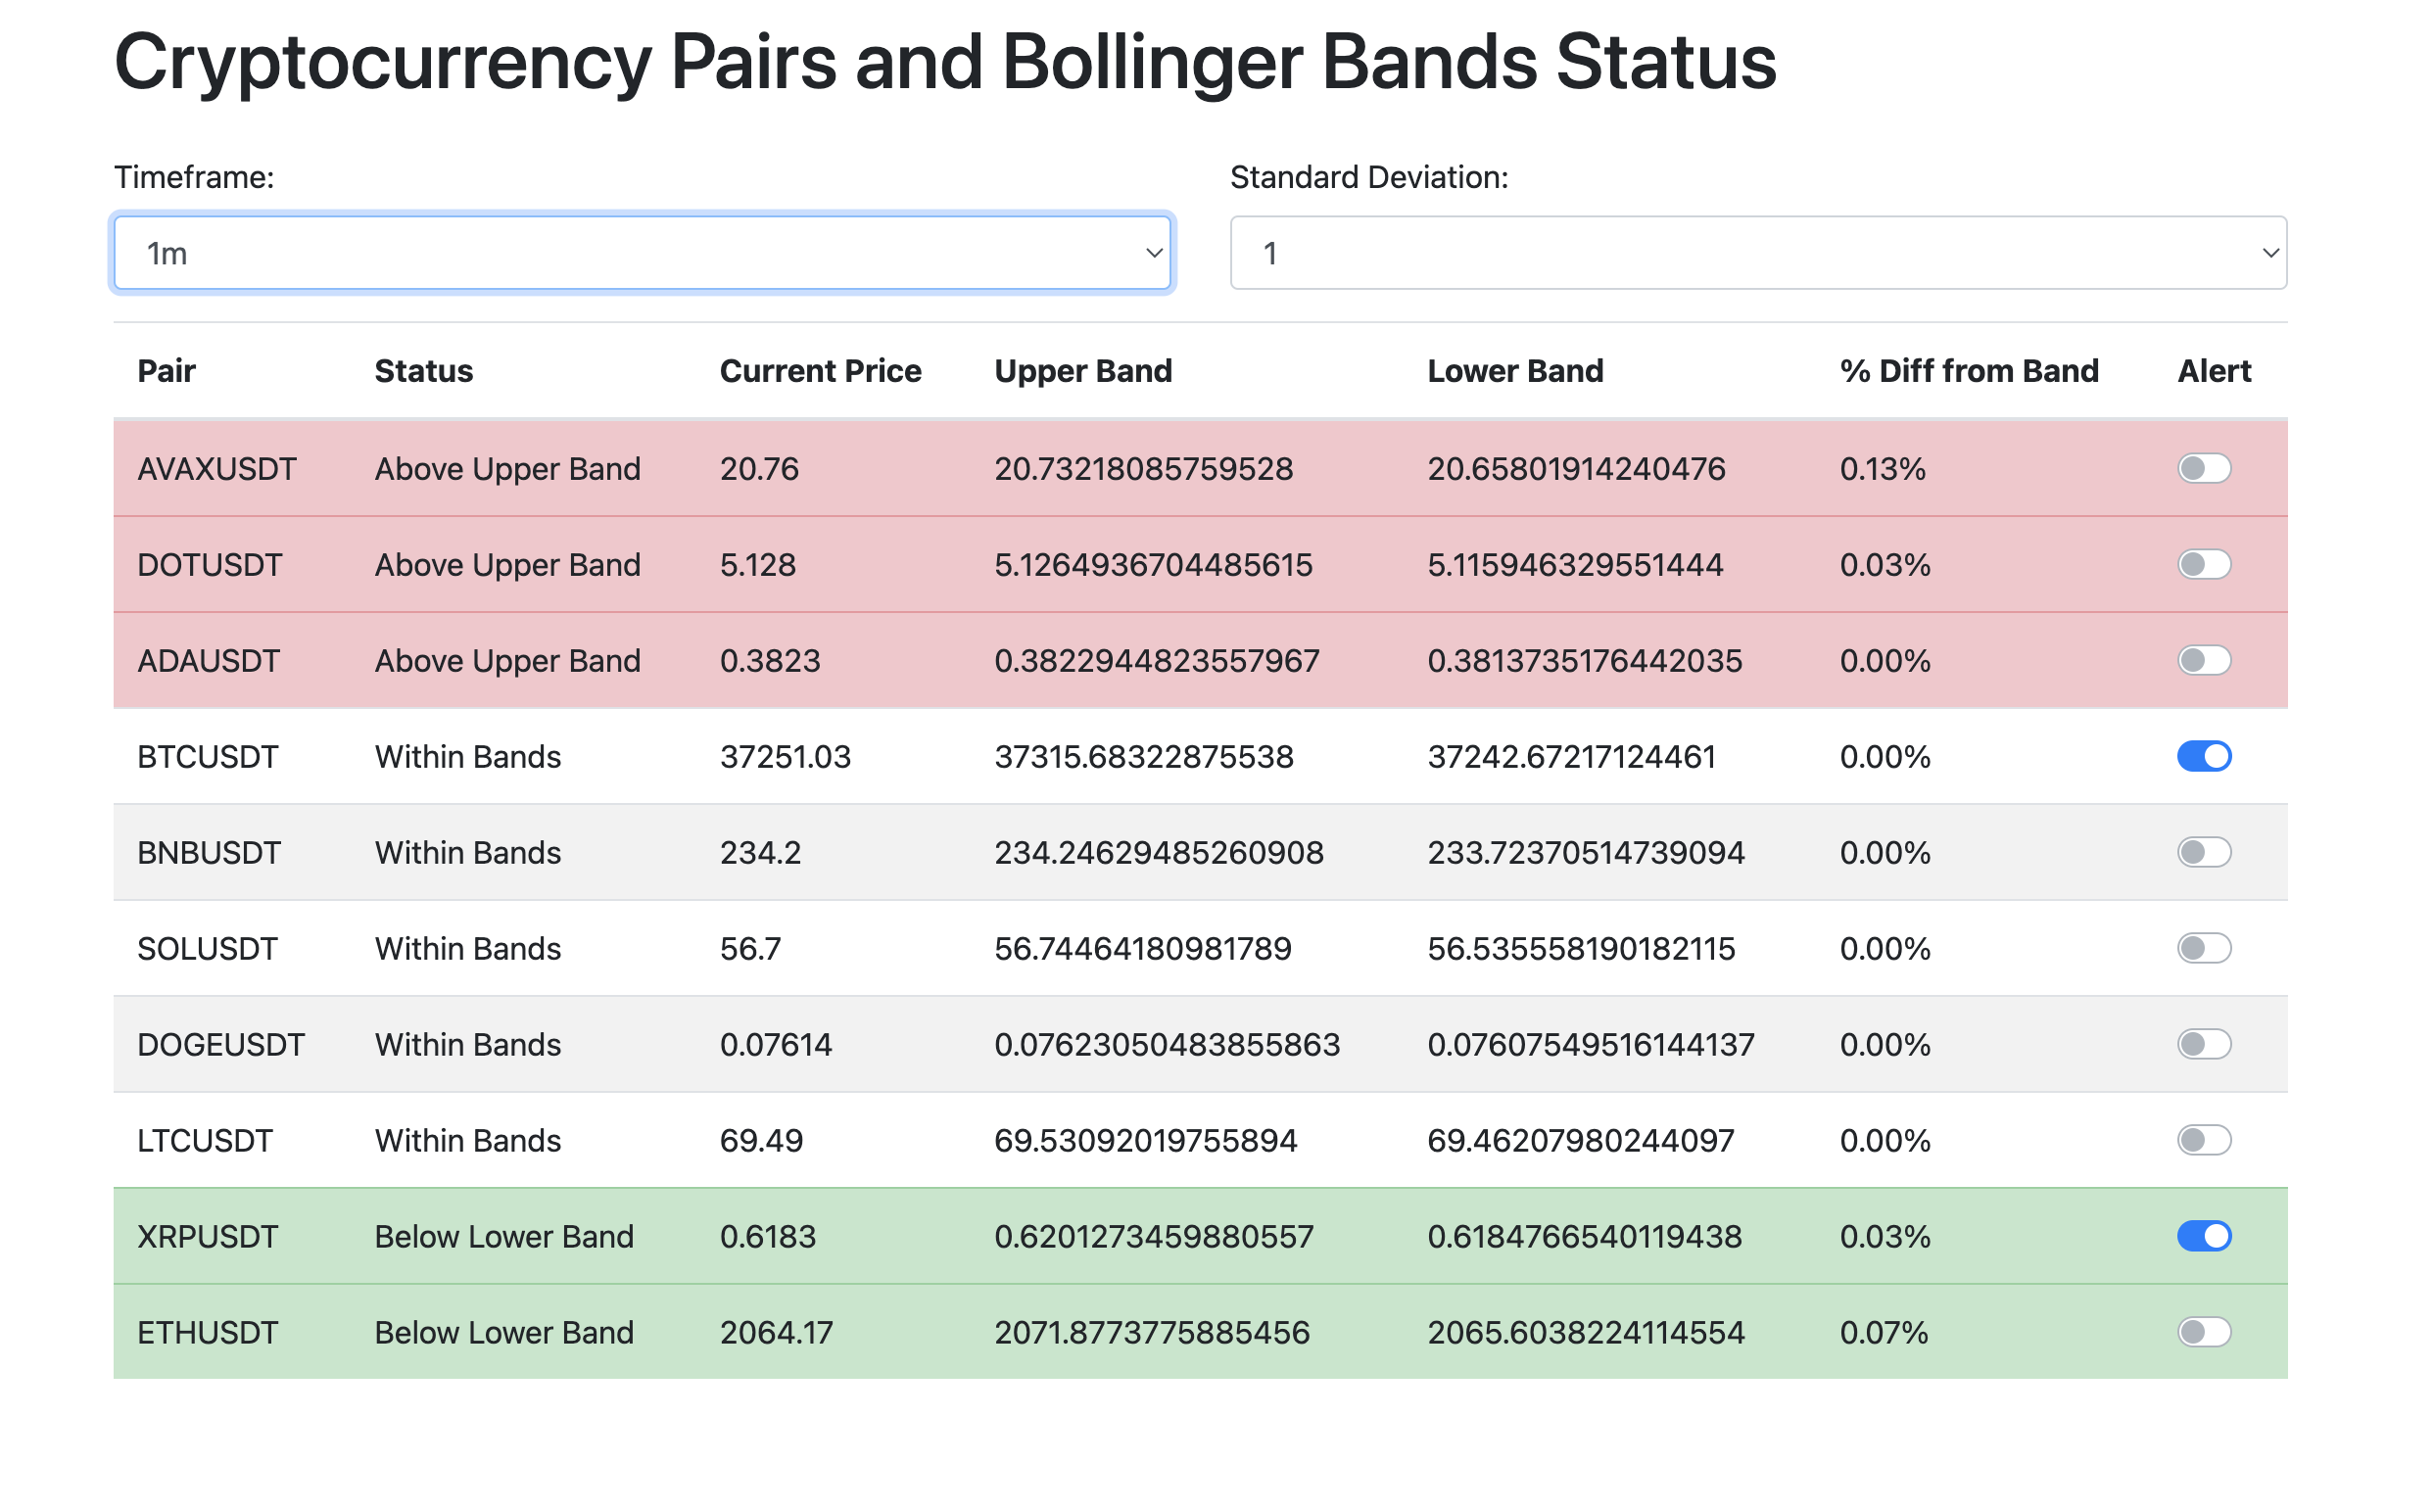 Cryptocurrency Pairs and Bollinger Bands Status
Timeframe: Standard Deviation:
1m 1
Pair Status Current Price Upper Band Lower Band % Diff from Band Alert
AVAXUSDT Above Upper Band 20.76 20.73218085759528 20.65801914240476 0.13%
DOTUSDT Above Upper Band 5.128 5.1264936704485615 5.115946329551444 0.03%
ADAUSDT Above Upper Band 0.3823 0.3822944823557967 0.3813735176442035 0.00%
BTCUSDT Within Bands 37251.03 37315.68322875538 37242.67217124461 0.00%
BNBUSDT Within Bands 234.2 234.24629485260908 233.72370514739094 0.00%
SOLUSDT Within Bands 56.7 56.74464180981789 56.535558190182115 0.00%
DOGEUSDT Within Bands 0.07614 0.07623050483855863 0.07607549516144137 0.00%
LTCUSDT Within Bands 69.49 69.53092019755894 69.46207980244097 0.00%
XRPUSDT Below Lower Band 0.6183 0.6201273459880557 0.6184766540119438 0.03%
ETHUSDT Below Lower Band 2064.17 2071.8773775885456 2065.6038224114554 0.07%